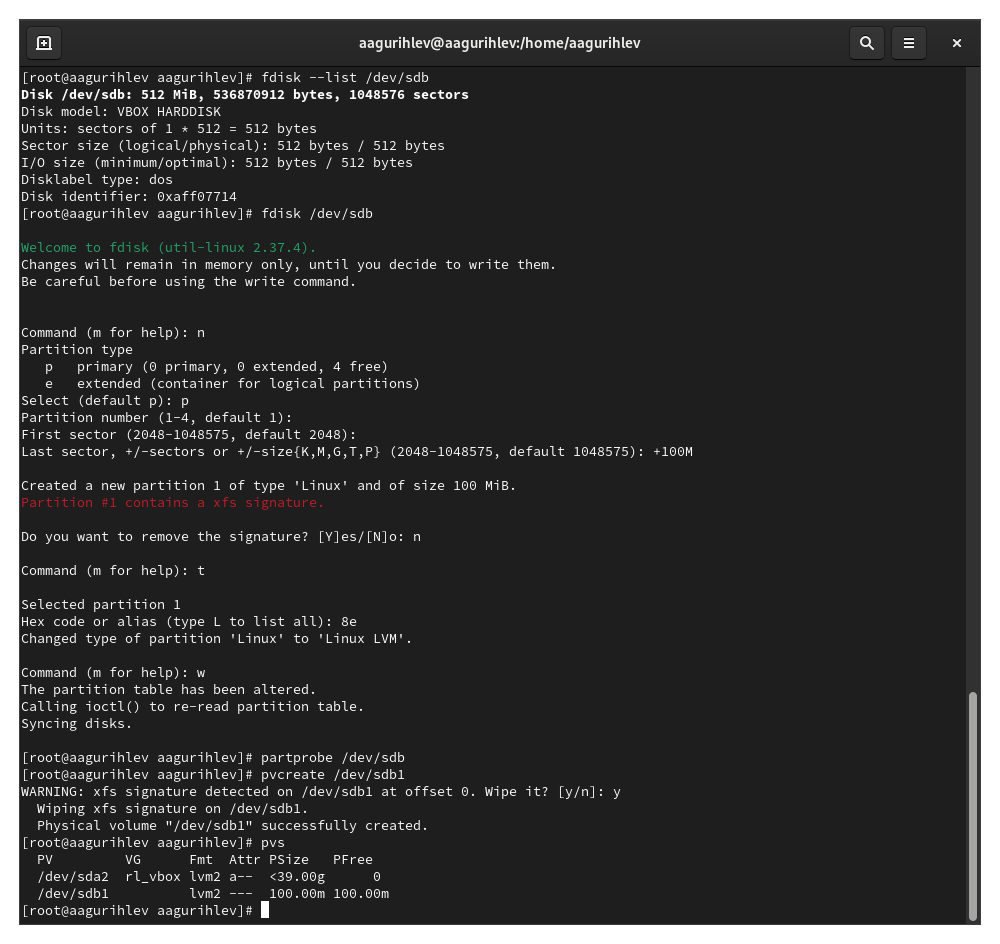 aagurihlev@aagurihlev:/home/aagurihlev
[root@aagurihlev aagurihlev]# fdisk --list /dev/sdb
Disk /dev/sdb: 512 MiB, 536870912 bytes, 1048576 sectors
Disk model: VBOX HARDDISK
Units: sectors of 1 * 512 = 512 bytes
Sector size (logical/physical): 512 bytes / 512 bytes
I/O size (minimum/optimal): 512 bytes / 512 bytes
Disklabel type: dos
Disk identifier: 0xaff07714
[root@aagurihlev aagurihlev]# fdisk /dev/sdb
Welcome to fdisk (util-linux 2.37.4).
Changes will remain in memory only, until you decide to write them.
Be careful before using the write command.
Command (m for help): n
Partition type
   p   primary (0 primary, 0 extended, 4 free)
   e   extended (container for logical partitions)
Select (default p): p
Partition number (1-4, default 1):
First sector (2048-1048575, default 2048):
Last sector, +/-sectors or +/-size{K,M,G,T,P} (2048-1048575, default 1048575): +100M
Created a new partition 1 of type 'Linux' and of size 100 MiB.
Partition #1 contains a xfs signature.
Do you want to remove the signature? [Y]es/[N]o: n
Command (m for help): t
Selected partition 1
Hex code or alias (type L to list all): 8e
Changed type of partition 'Linux' to 'Linux LVM'.
Command (m for help): w
The partition table has been altered.
Calling ioctl() to re-read partition table.
Syncing disks.
[root@aagurihlev aagurihlev]# partprobe /dev/sdb
[root@aagurihlev aagurihlev]# pvcreate /dev/sdb1
WARNING: xfs signature detected on /dev/sdb1 at offset 0. Wipe it? [y/n]: y
  Wiping xfs signature on /dev/sdb1.
  Physical volume "/dev/sdb1" successfully created.
[root@aagurihlev aagurihlev]# pvs
  PV         VG      Fmt  Attr PSize   PFree
  /dev/sda2  rl_vbox lvm2 a--  <39.00g      0
  /dev/sdb1          lvm2 ---  100.00m 100.00m
[root@aagurihlev aagurihlev]#